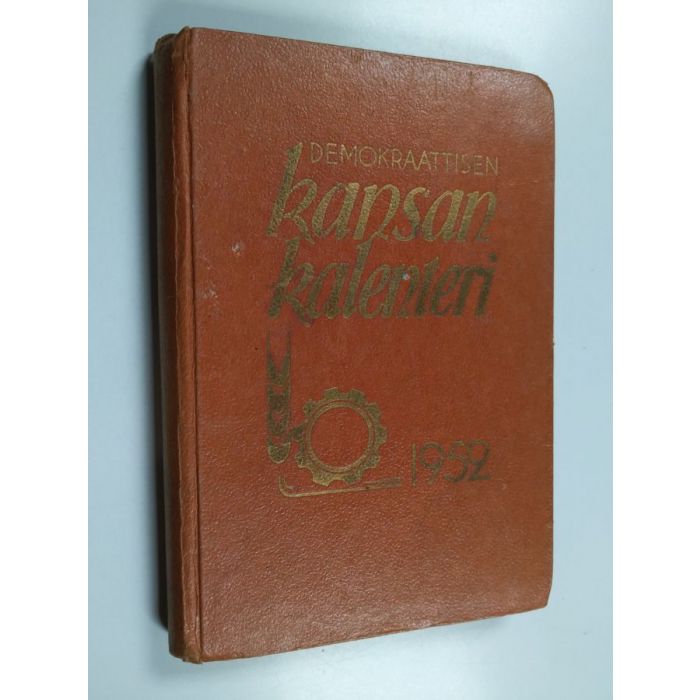 DEMOKRAATTISEN
kansan
kalenteri
1952